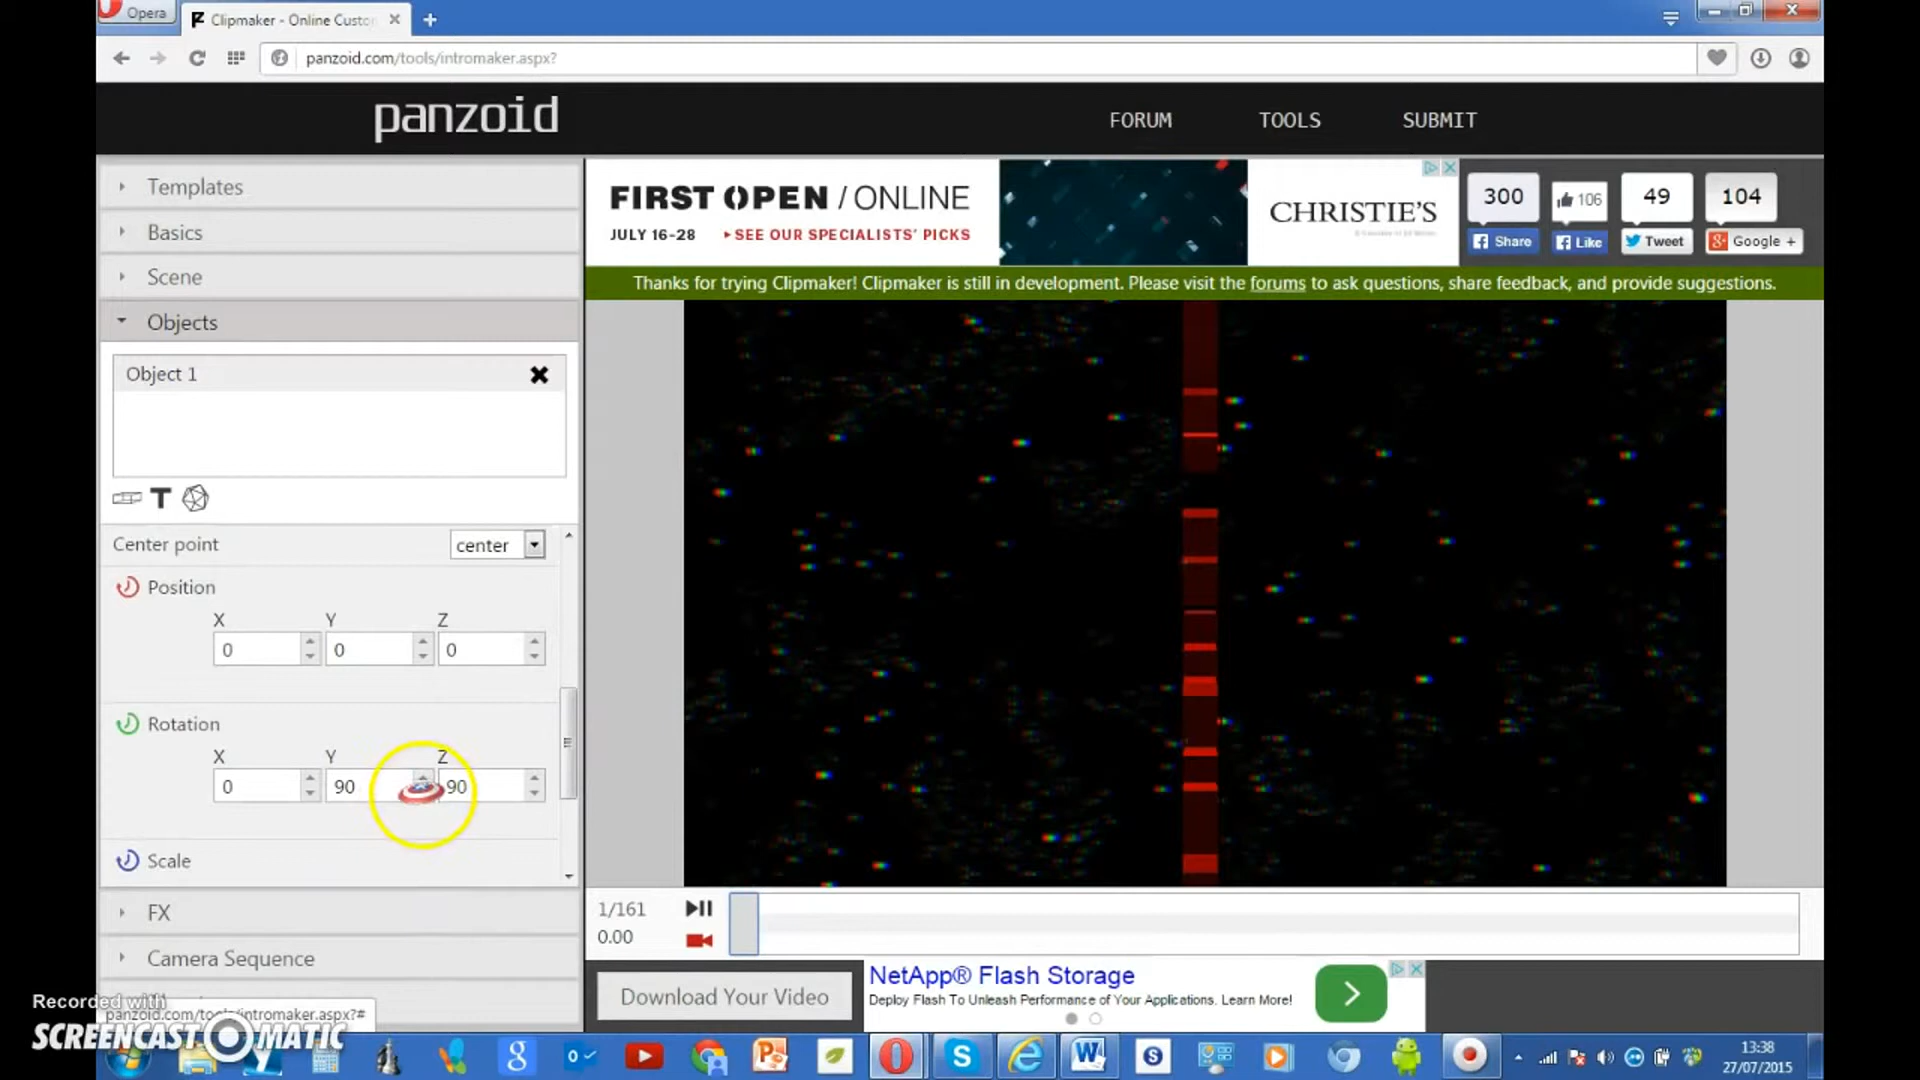 Opera
Clipmaker - Online Custo
panzoid.com/tools/intromaker.aspx?
panzoid
FORUM
TOOLS
SUBMIT
Templates
Basics
Scene
Objects
Object 1
T
Center point
center
Position
X Y Z
0 0 0
Rotation
X Y Z
0 90 90
Scale
FX
Camera Sequence
panzoid.com/tools/intromaker.aspx?#
FIRST OPEN / ONLINE
JULY 16-28 SEE OUR SPECIALISTS' PICKS
CHRISTIE'S
300 106 49 104
Share Like Tweet Google +
Thanks for trying Clipmaker! Clipmaker is still in development. Please visit the forums to ask questions, share feedback, and provide suggestions.
1/161
0.00
Download Your Video
NetApp® Flash Storage
Deploy Flash To Unleash Performance of Your Applications. Learn More!
Recorded with
SCREENCAST-O-MATIC
13:38
27/07/2015